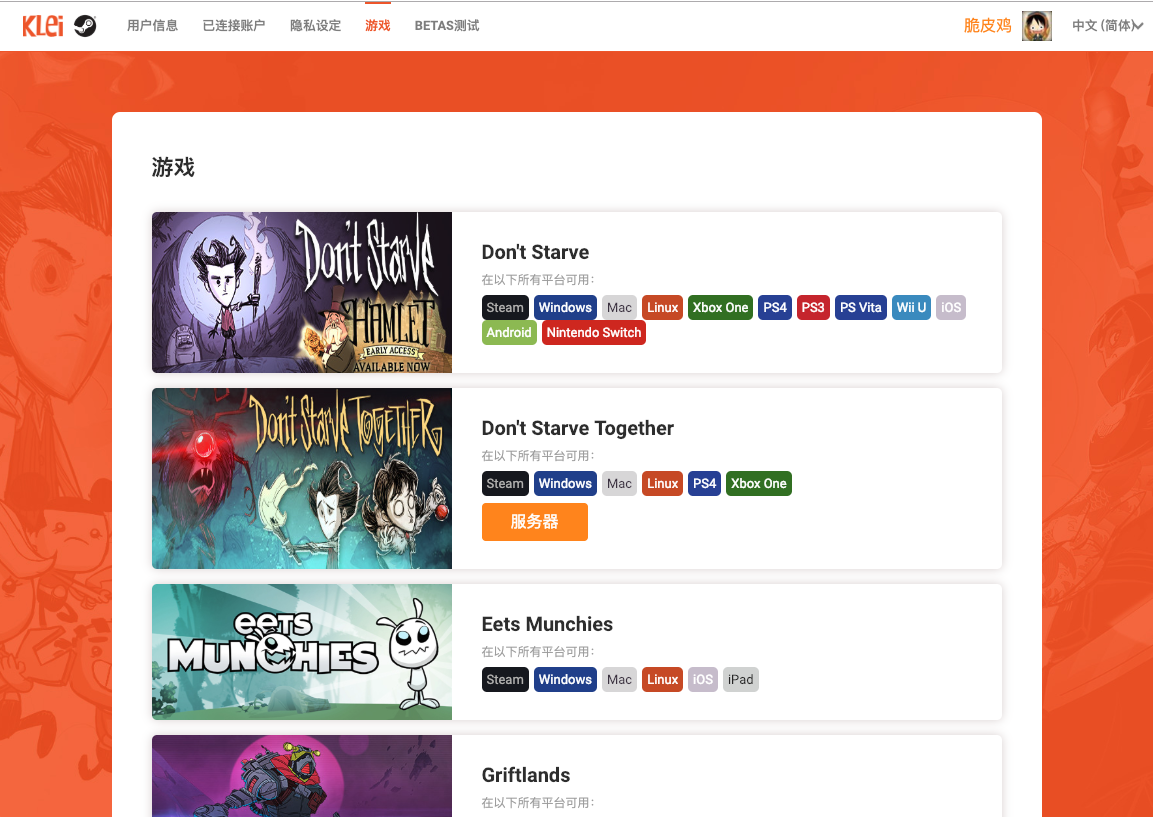 KLei 用户信息 已连接账户 隐私设定 游戏 BETAS测试 脆皮鸡 中文 (简体)
游戏
Don't Starve
HAMLET
EARLY ACCESS
AVAILABLE NOW
Don't Starve
在以下所有平台可用：
Steam Windows Mac Linux Xbox One PS4 PS3 PS Vita Wii U iOS
Android Nintendo Switch
Don't Starve Together
Don't Starve Together
在以下所有平台可用：
Steam Windows Mac Linux PS4 Xbox One
服务器
eeTS
MUNCHIES
Eets Munchies
在以下所有平台可用：
Steam Windows Mac Linux iOS iPad
Griftlands
在以下所有平台可用：